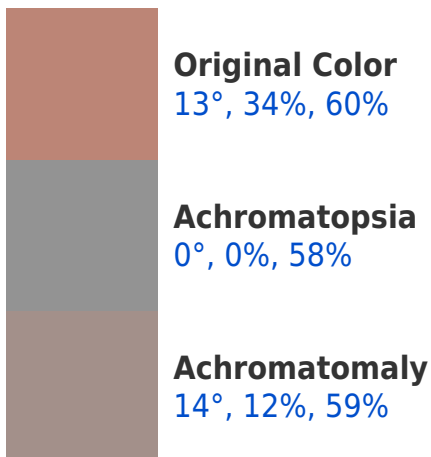 Original Color
13°, 34%, 60%
Achromatopsia
0°, 0%, 58%
Achromatomaly
14°, 12%, 59%